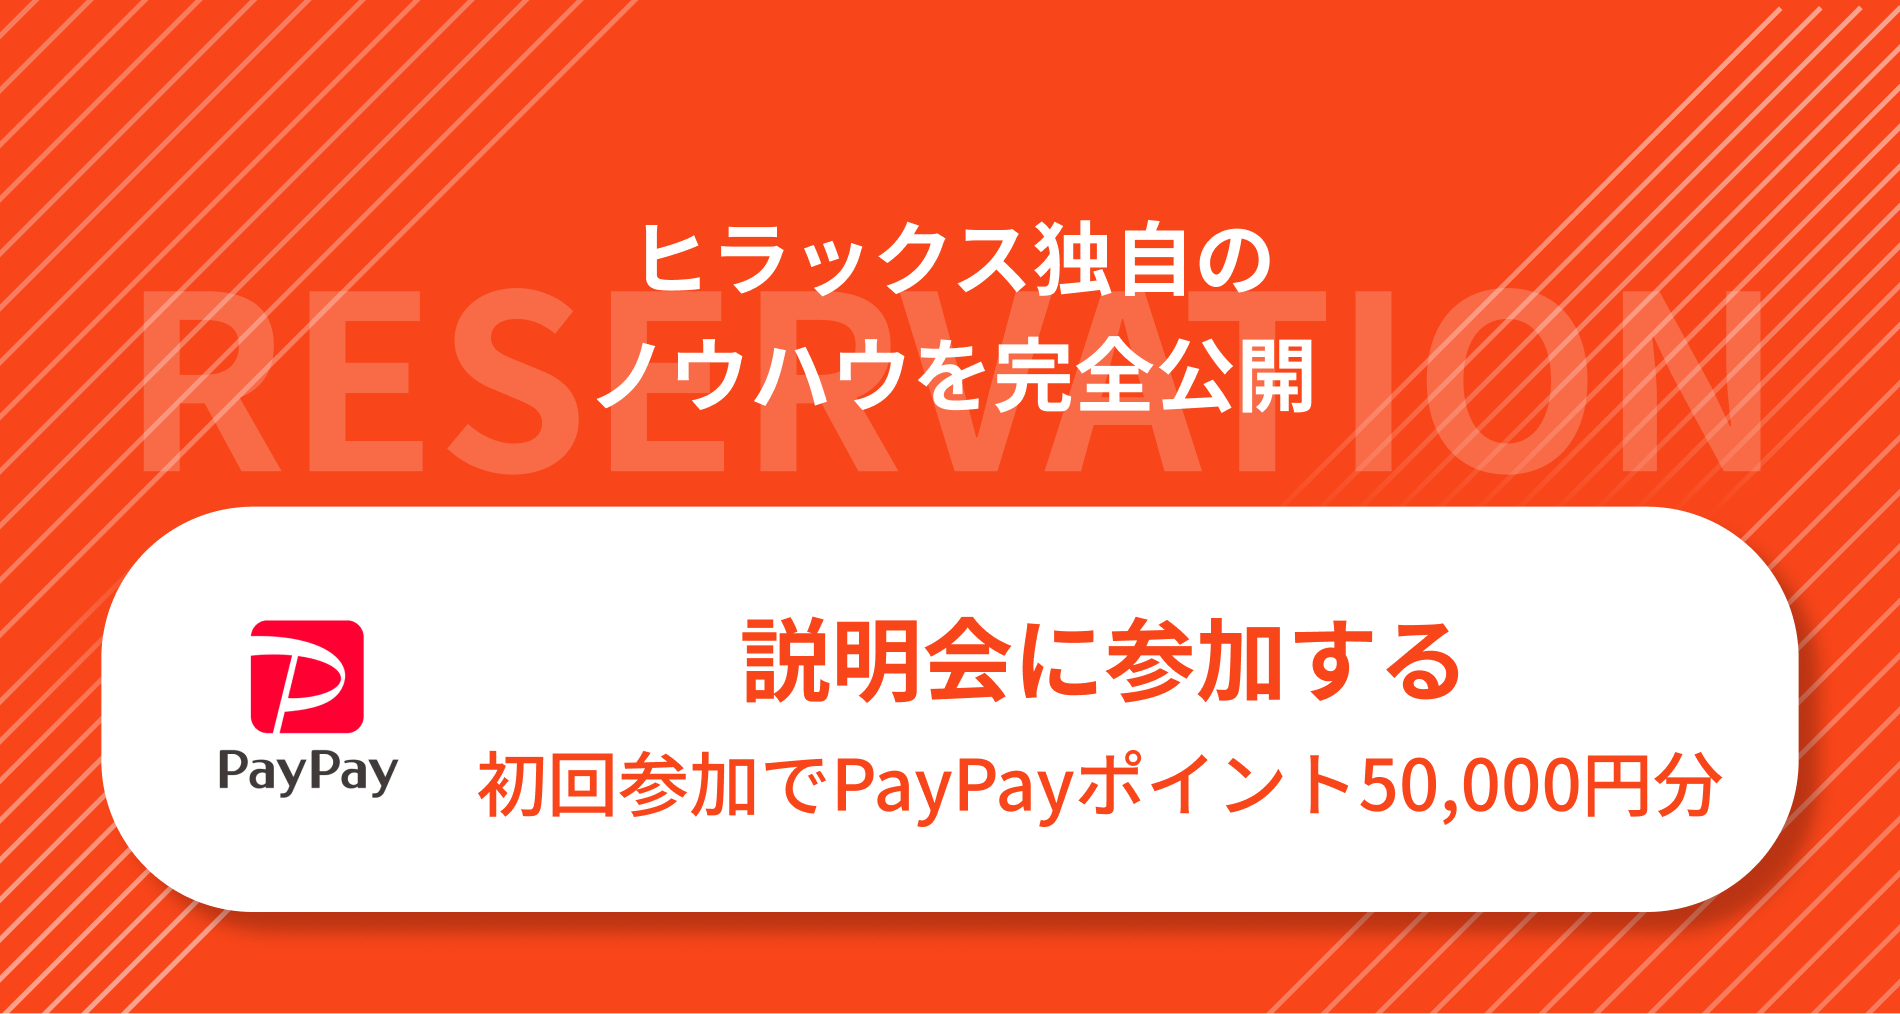 RESERVATION
ヒラックス独自の
ノウハウを完全公開
説明会に参加する
PayPay
初回参加でPayPayポイント50,000円分